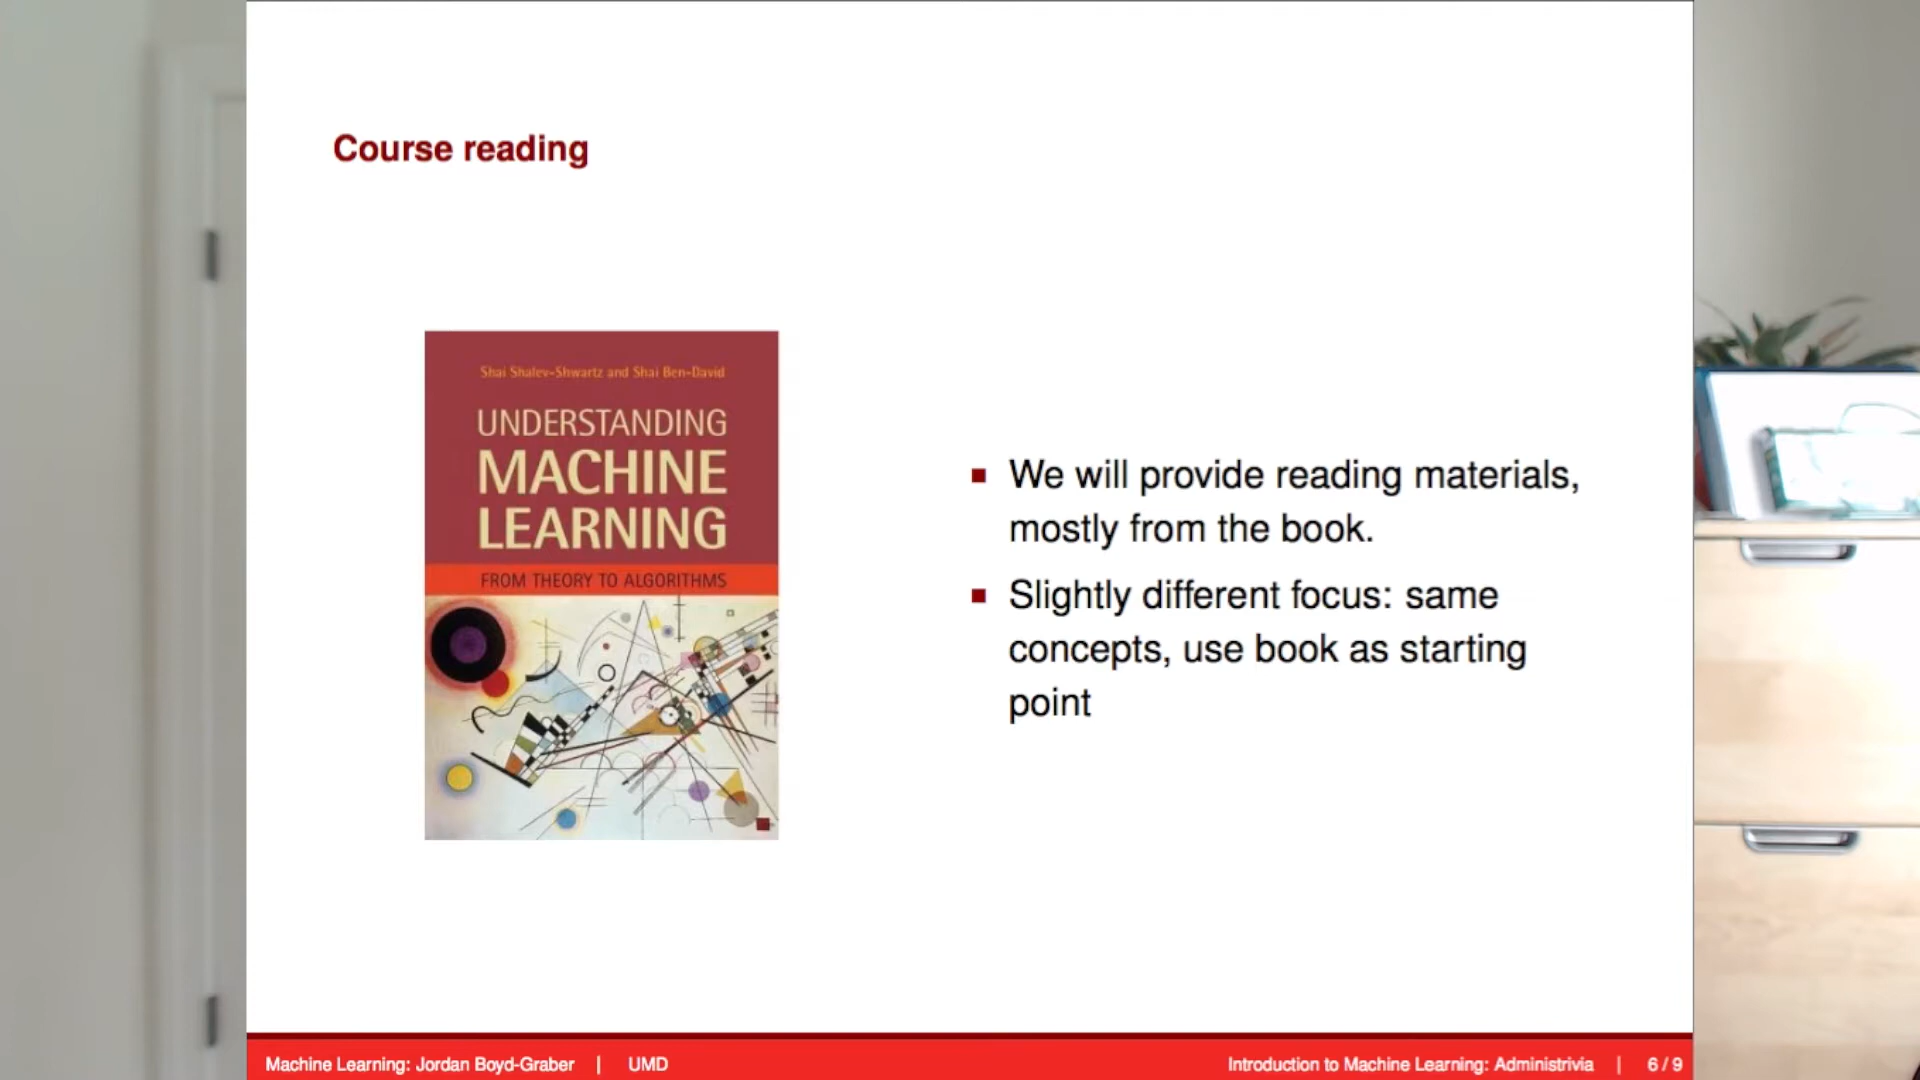 Course reading
Shai Shalev-Shwartz and Shai Ben-David
UNDERSTANDING
MACHINE
LEARNING
FROM THEORY TO ALGORITHMS
We will provide reading materials,
mostly from the book.
Slightly different focus: same
concepts, use book as starting
point
Machine Learning: Jordan Boyd-Graber | UMD
Introduction to Machine Learning: Administrivia | 6 / 9